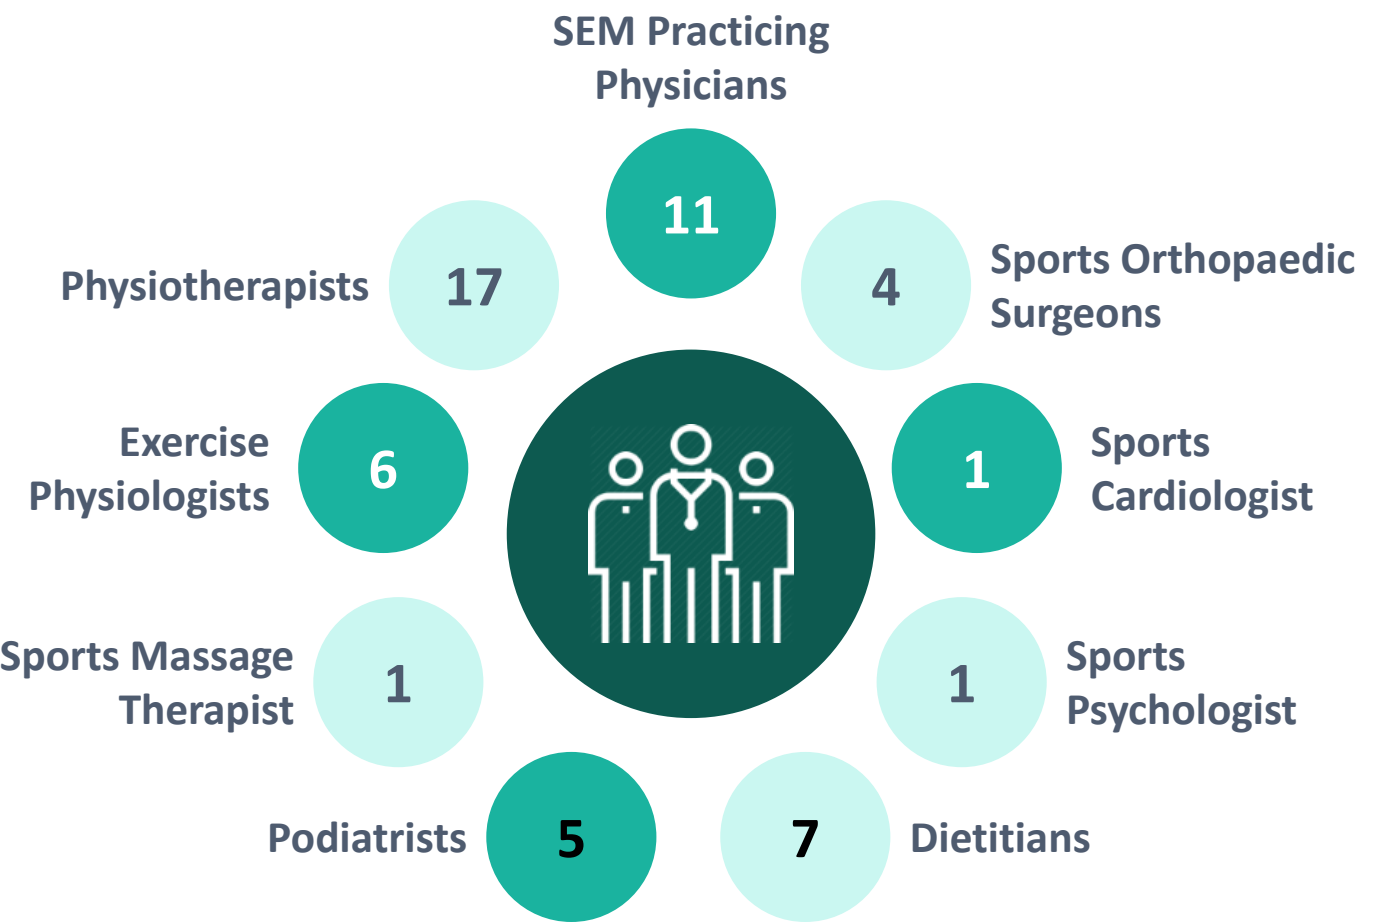 SEM Practicing
Physicians
11
Physiotherapists
17
4
Sports Orthopaedic
Surgeons
Exercise
Physiologists
6
1
Sports
Cardiologist
Sports Massage
Therapist
1
1
Sports
Psychologist
Podiatrists
5
7
Dietitians